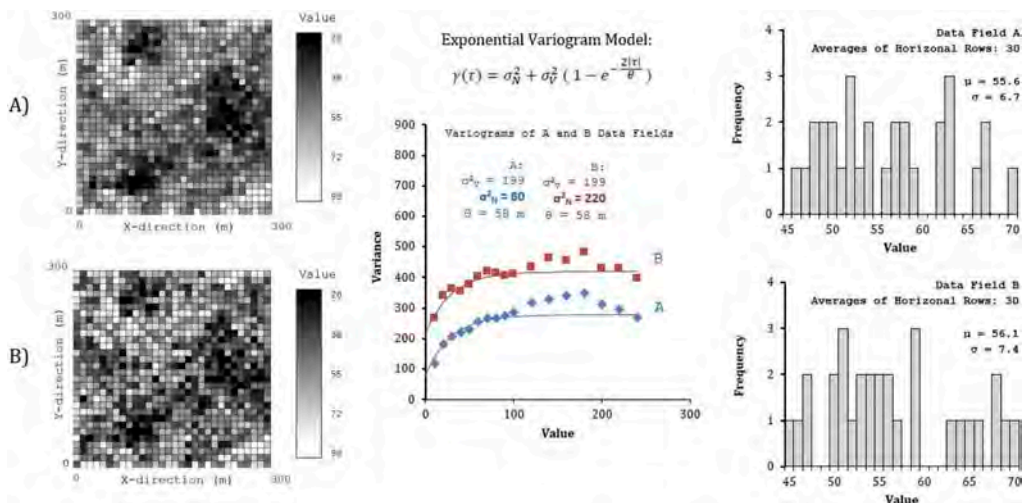 A)
300
Y-direction (m)
0
0
X-direction (m)
300
Value
72
B)
300
Y-direction (m)
0
0
X-direction (m)
Value
20
72
Exponential Variogram Model:
γ(τ) = σ²N + σ²V (1 − e^−2|τ|/θ)
Variograms of A and B Data Fields
A:
σ²V = 199
σ²N = 80
θ = 58 m
B:
σ²V = 199
σ²N = 220
θ = 58 m
900
800
700
600
500
400
300
200
100
0
Variance
B
A
0
100
200
300
Value
Data Field A
Averages of Horizonal Rows: 30
μ = 55.6
σ = 6.7
4
3
2
1
0
Frequency
45
50
55
60
65
70
Value
Data Field B
Averages of Horizonal Rows: 30
μ = 56.1
σ = 7.4
4
3
2
1
0
Frequency
45
50
55
60
65
70
Value